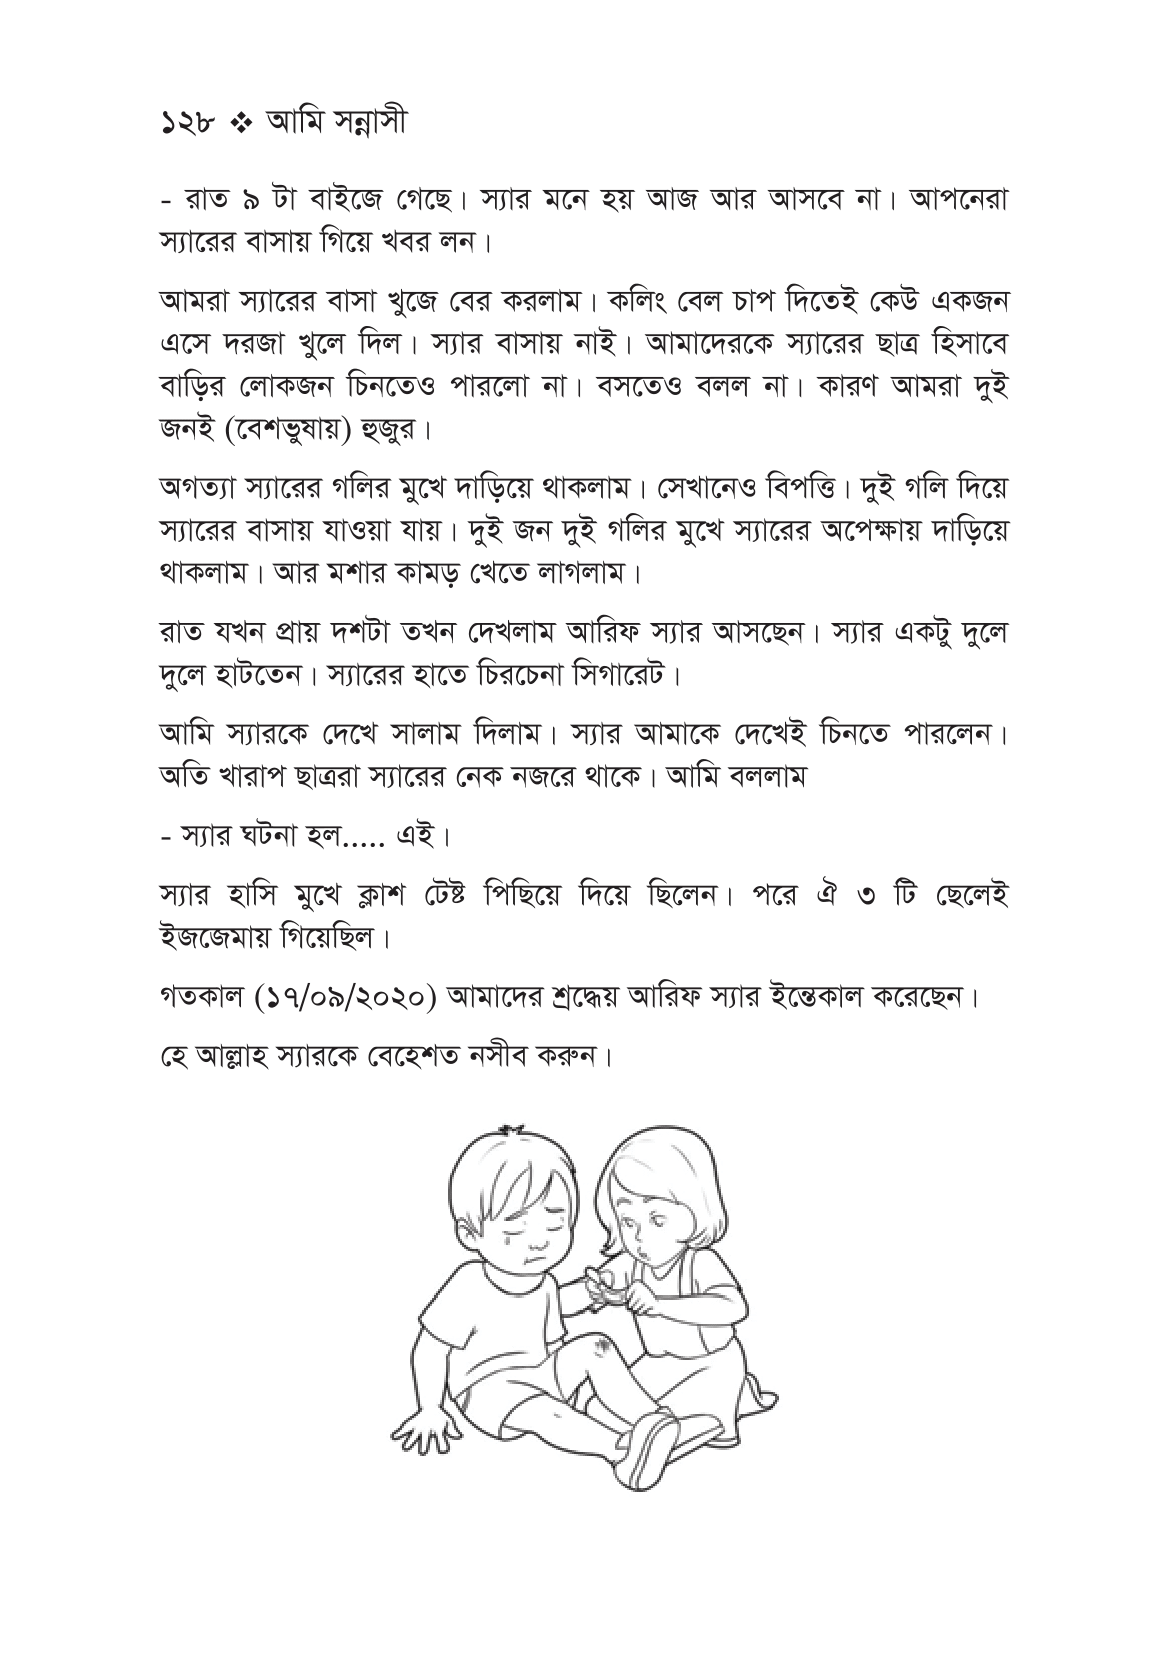 ১২৮ ❖ আমি সন্নাসী
- রাত ৯ টা বাইজে গেছে। স্যার মনে হয় আজ আর আসবে না। আপনেরা
স্যারের বাসায় গিয়ে খবর লন।
আমরা স্যারের বাসা খুজে বের করলাম। কলিং বেল চাপ দিতেই কেউ একজন
এসে দরজা খুলে দিল। স্যার বাসায় নাই। আমাদেরকে স্যারের ছাত্র হিসাবে
বাড়ির লোকজন চিনতেও পারলো না। বসতেও বলল না। কারণ আমরা দুই
জনই (বেশভুষায়) হুজুর।
অগত্যা স্যারের গলির মুখে দাড়িয়ে থাকলাম। সেখানেও বিপত্তি। দুই গলি দিয়ে
স্যারের বাসায় যাওয়া যায়। দুই জন দুই গলির মুখে স্যারের অপেক্ষায় দাড়িয়ে
থাকলাম। আর মশার কামড় খেতে লাগলাম।
রাত যখন প্রায় দশটা তখন দেখলাম আরিফ স্যার আসছেন। স্যার একটু দুলে
দুলে হাটতেন। স্যারের হাতে চিরচেনা সিগারেট।
আমি স্যারকে দেখে সালাম দিলাম। স্যার আমাকে দেখেই চিনতে পারলেন।
অতি খারাপ ছাত্ররা স্যারের নেক নজরে থাকে। আমি বললাম
- স্যার ঘটনা হল..... এই।
স্যার হাসি মুখে ক্লাশ টেষ্ট পিছিয়ে দিয়ে ছিলেন। পরে ঐ ৩ টি ছেলেই
ইজজেমায় গিয়েছিল।
গতকাল (১৭/০৯/২০২০) আমাদের শ্রদ্ধেয় আরিফ স্যার ইন্তেকাল করেছেন।
হে আল্লাহ স্যারকে বেহেশত নসীব করুন।